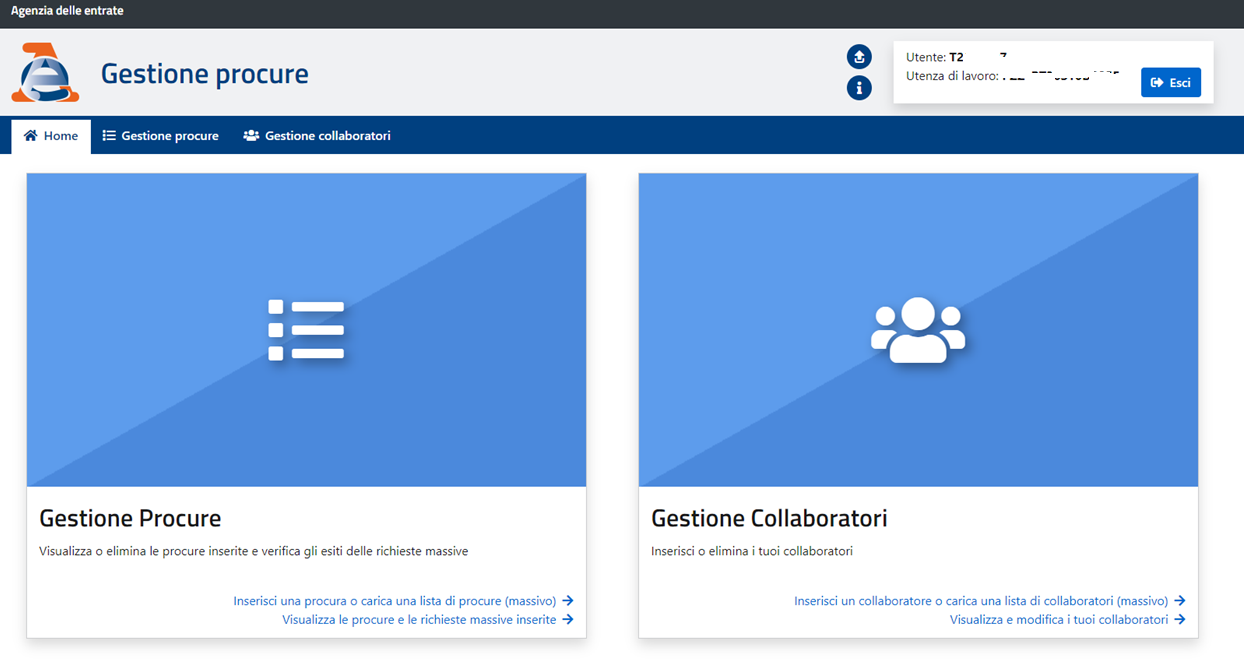 Agenzia delle entrate
Gestione procure
Utente: T2
Utenza di lavoro:
Esci
Home
Gestione procure
Gestione collaboratori
Gestione Procure
Visualizza o elimina le procure inserite e verifica gli esiti delle richieste massive
Inserisci una procura o carica una lista di procure (massivo)
Visualizza le procure e le richieste massive inserite
Gestione Collaboratori
Inserisci o elimina i tuoi collaboratori
Inserisci un collaboratore o carica una lista di collaboratori (massivo)
Visualizza e modifica i tuoi collaboratori